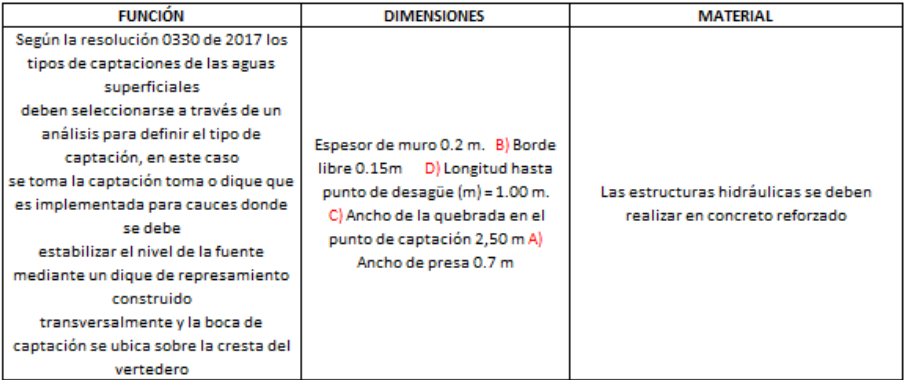 FUNCIÓN
DIMENSIONES
MATERIAL
Según la resolución 0330 de 2017 los
tipos de captaciones de las aguas
superficiales
deben seleccionarse a través de un
análisis para definir el tipo de
captación, en este caso
se toma la captación toma o dique que
es implementada para cauces donde
se debe
estabilizar el nivel de la fuente
mediante un dique de represamiento
construido
transversalmente y la boca de
captación se ubica sobre la cresta del
vertedero
Espesor de muro 0.2 m. B) Borde
libre 0.15m D) Longitud hasta
punto de desagüe (m) = 1.00 m.
C) Ancho de la quebrada en el
punto de captación 2,50 m A)
Ancho de presa 0.7 m
Las estructuras hidráulicas se deben
realizar en concreto reforzado